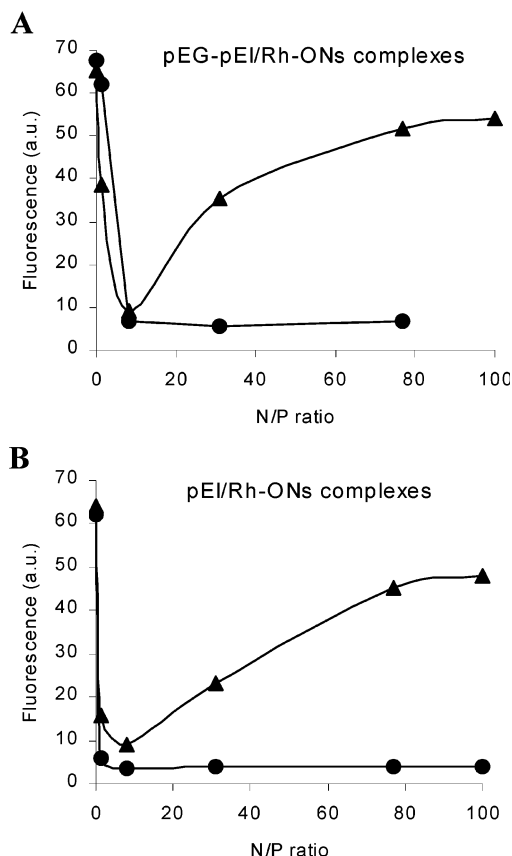 A
pEG-pEI/Rh-ONs complexes
70
60
50
40
30
20
10
0
Fluorescence (a.u.)
0 20 40 60 80 100
N/P ratio
B
pEI/Rh-ONs complexes
70
60
50
40
30
20
10
0
Fluorescence (a.u.)
0 20 40 60 80 100
N/P ratio